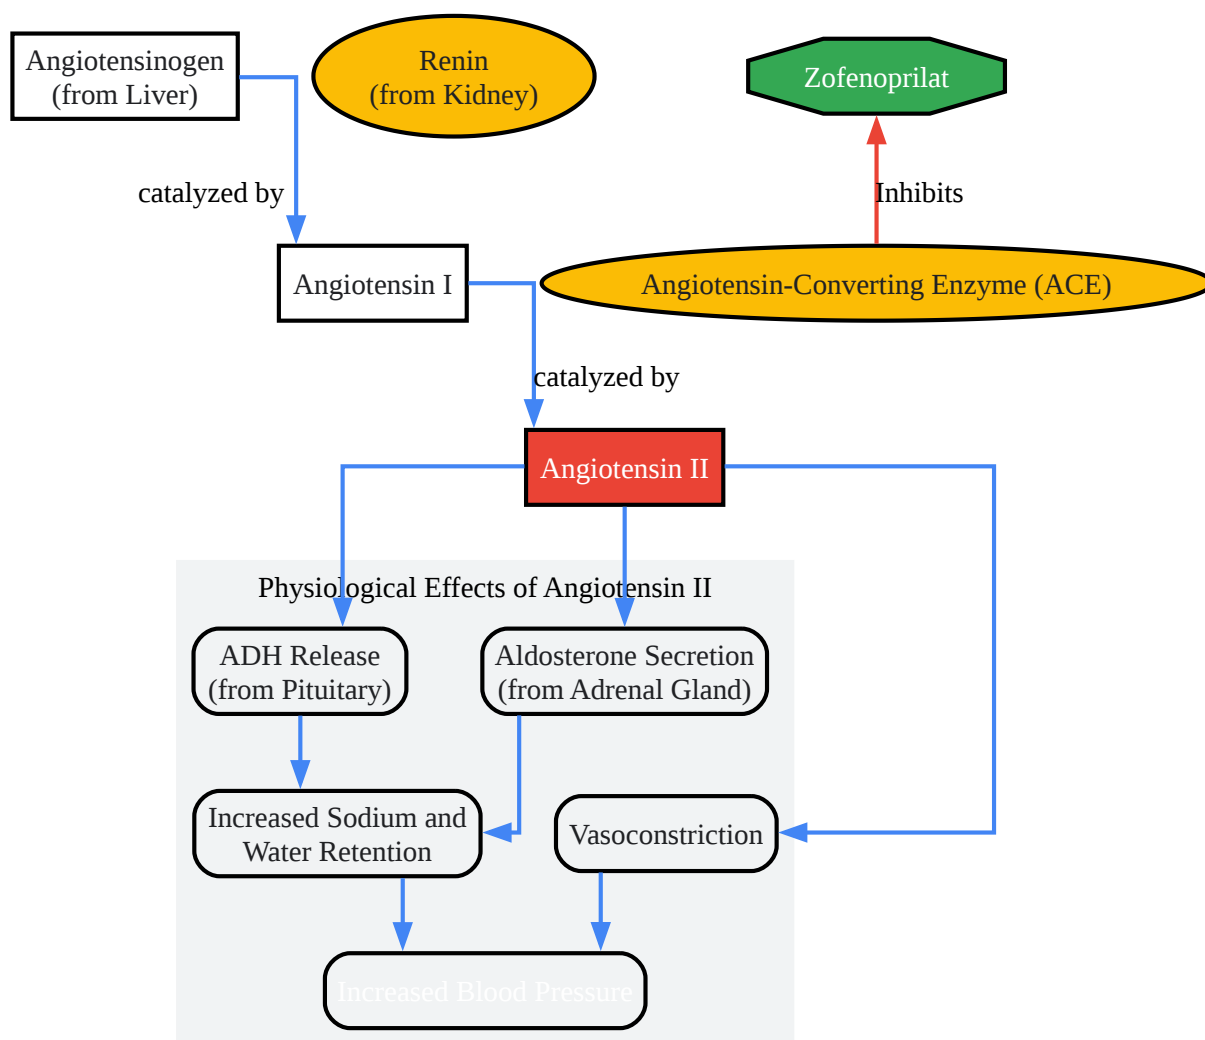 Angiotensinogen
(from Liver)
Renin
(from Kidney)
Zofenoprilat
catalyzed by
Inhibits
Angiotensin I
Angiotensin-Converting Enzyme (ACE)
catalyzed by
Angiotensin II
Physiological Effects of Angiotensin II
ADH Release
(from Pituitary)
Aldosterone Secretion
(from Adrenal Gland)
Increased Sodium and
Water Retention
Vasoconstriction
Increased Blood Pressure